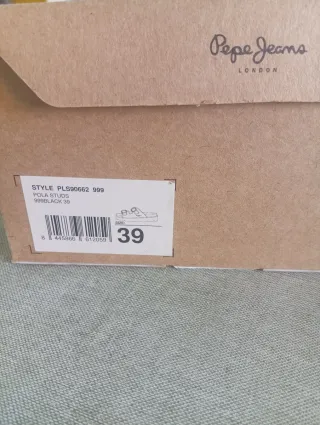 Pepe Jeans
LONDON
STYLE PLS90662 999
POLA STUDS
999BLACK 39
39